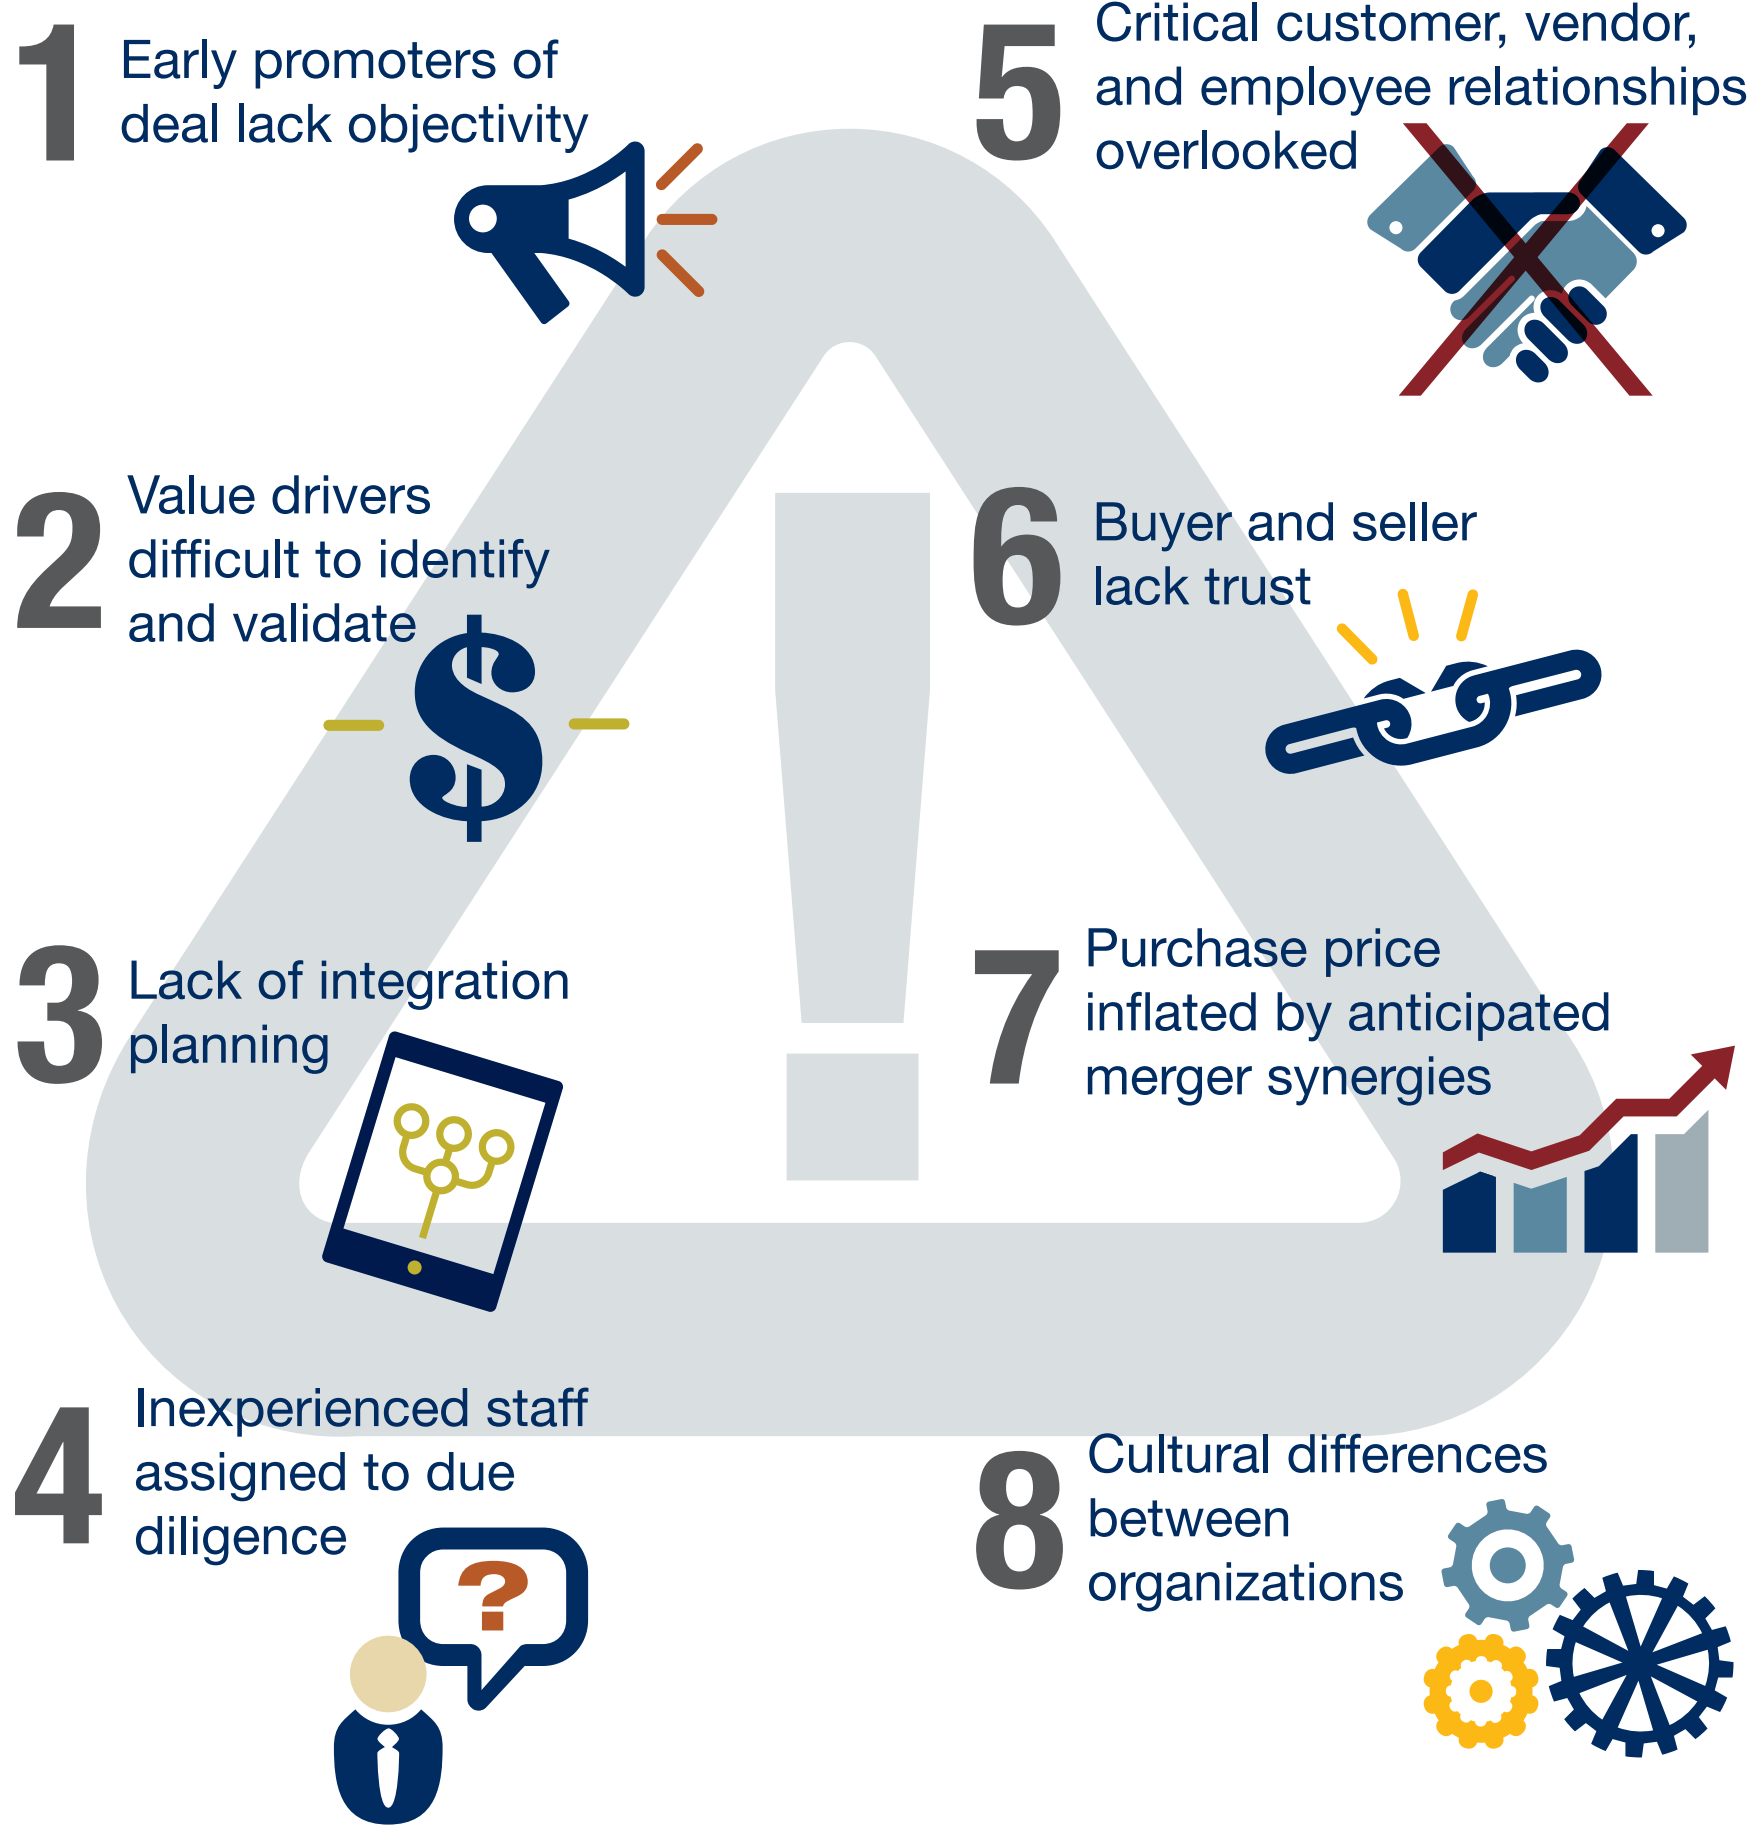 1
Early promoters of
deal lack objectivity
2
Value drivers
difficult to identify
and validate
$
3
Lack of integration
planning
4
Inexperienced staff
assigned to due
diligence
?
5
Critical customer, vendor,
and employee relationships
overlooked
6
Buyer and seller
lack trust
7
Purchase price
inflated by anticipated
merger synergies
8
Cultural differences
between
organizations
!